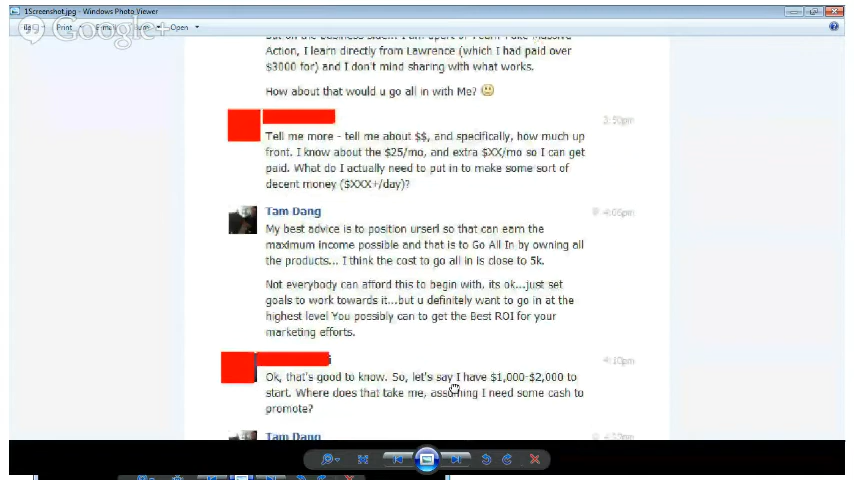 1Screenshot.jpg - Windows Photo Viewer
Print
Open
Google+
Action, I learn directly from Lawrence (which I had paid over
$3000 for) and I don't mind sharing with what works.
How about that would u go all in with Me?
3:50pm
Tell me more - tell me about $$, and specifically, how much up
front. I know about the $25/mo, and extra $XX/mo so I can get
paid. What do I actually need to put in to make some sort of
decent money ($XXX+/day)?
Tam Dang
4:06pm
My best advice is to position urserl so that can earn the
maximum income possible and that is to Go All In by owning all
the products... I think the cost to go all in is close to 5k.
Not everybody can afford this to begin with, its ok...just set
goals to work towards it...but u definitely want to go in at the
highest level You possibly can to get the Best ROI for your
marketing efforts.
4:10pm
Ok, that's good to know. So, let's say I have $1,000-$2,000 to
start. Where does that take me, assuming I need some cash to
promote?
Tam Dang